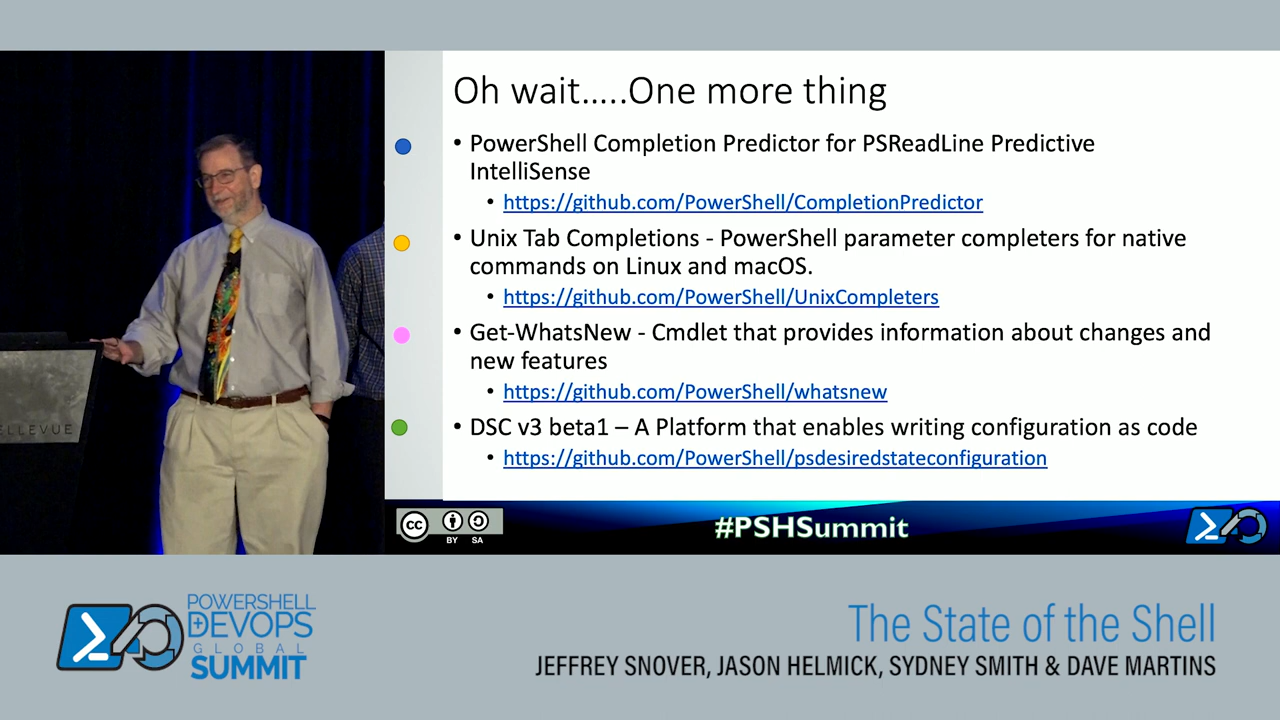 Oh wait.....One more thing
• PowerShell Completion Predictor for PSReadLine Predictive
IntelliSense
• https://github.com/PowerShell/CompletionPredictor
• Unix Tab Completions - PowerShell parameter completers for native
commands on Linux and macOS.
• https://github.com/PowerShell/UnixCompleters
• Get-WhatsNew - Cmdlet that provides information about changes and
new features
• https://github.com/PowerShell/whatsnew
• DSC v3 beta1 – A Platform that enables writing configuration as code
• https://github.com/PowerShell/psdesiredstateconfiguration
ELLEVUE
cc BY SA
#PSHSummit
POWERSHELL
+DEVOPS
GLOBAL
SUMMIT
The State of the Shell
JEFFREY SNOVER, JASON HELMICK, SYDNEY SMITH & DAVE MARTINS